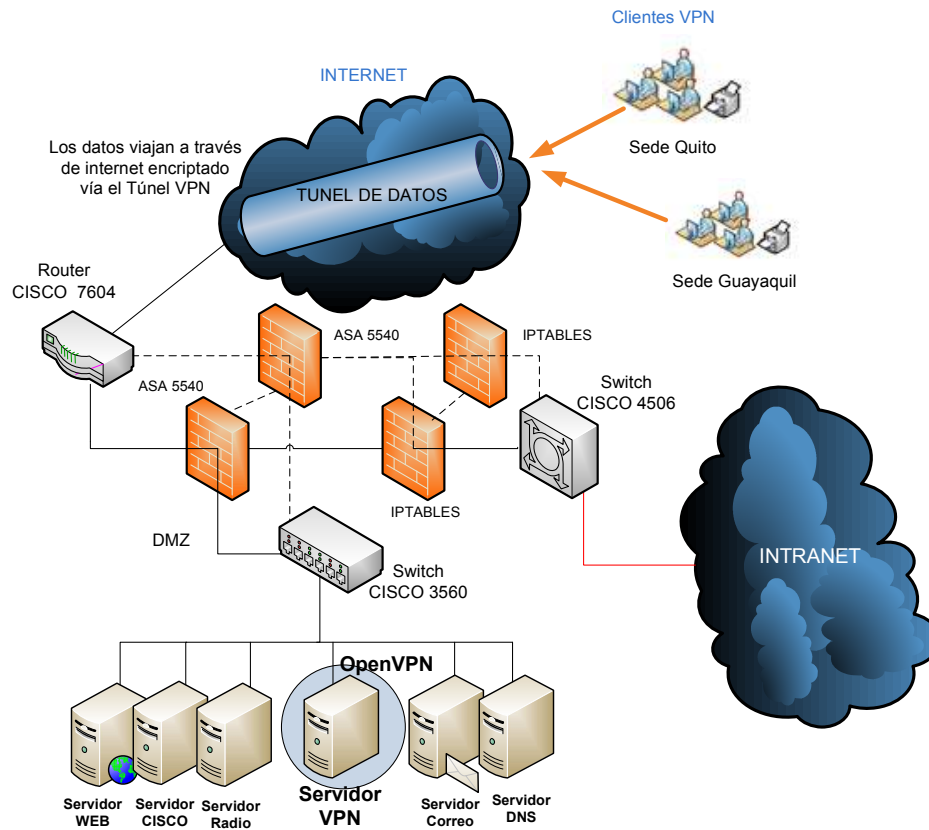 Clientes VPN
INTERNET
Sede Quito
Los datos viajan a través
de internet encriptado
vía el Túnel VPN
TUNEL DE DATOS
Sede Guayaquil
Router
CISCO 7604
ASA 5540
IPTABLES
ASA 5540
Switch
CISCO 4506
IPTABLES
DMZ
Switch
CISCO 3560
INTRANET
OpenVPN
Servidor
WEB
Servidor
CISCO
Servidor
Radio
Servidor
VPN
Servidor
Correo
Servidor
DNS